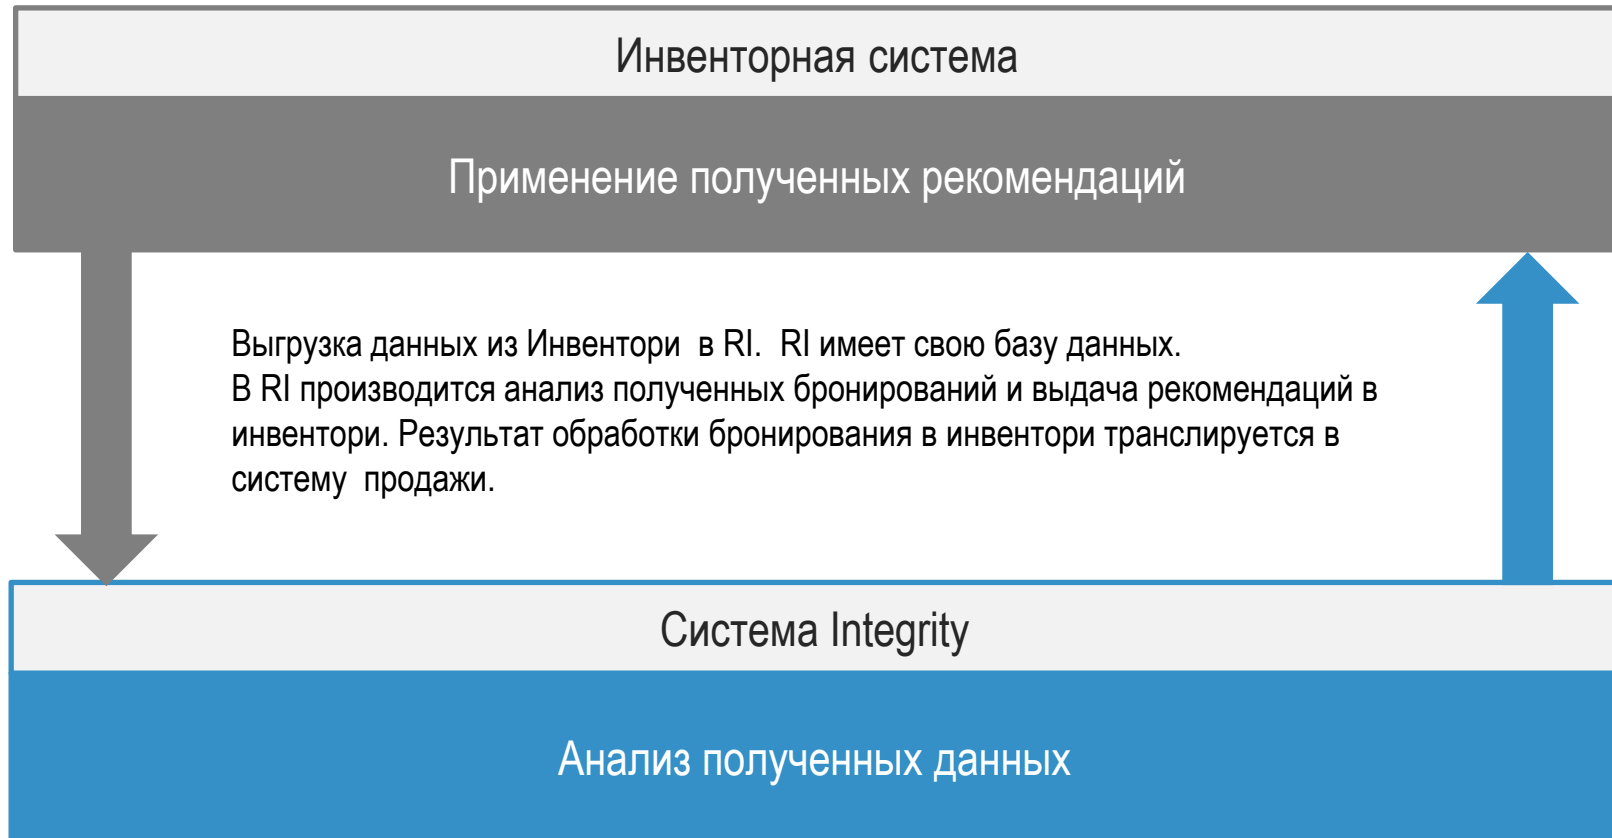 Инвенторная система
Применение полученных рекомендаций
Выгрузка данных из Инвентори  в RI.  RI имеет свою базу данных.
В RI производится анализ полученных бронирований и выдача рекомендаций в
инвентори. Результат обработки бронирования в инвентори транслируется в
систему  продажи.
Система Integrity
Анализ полученных данных